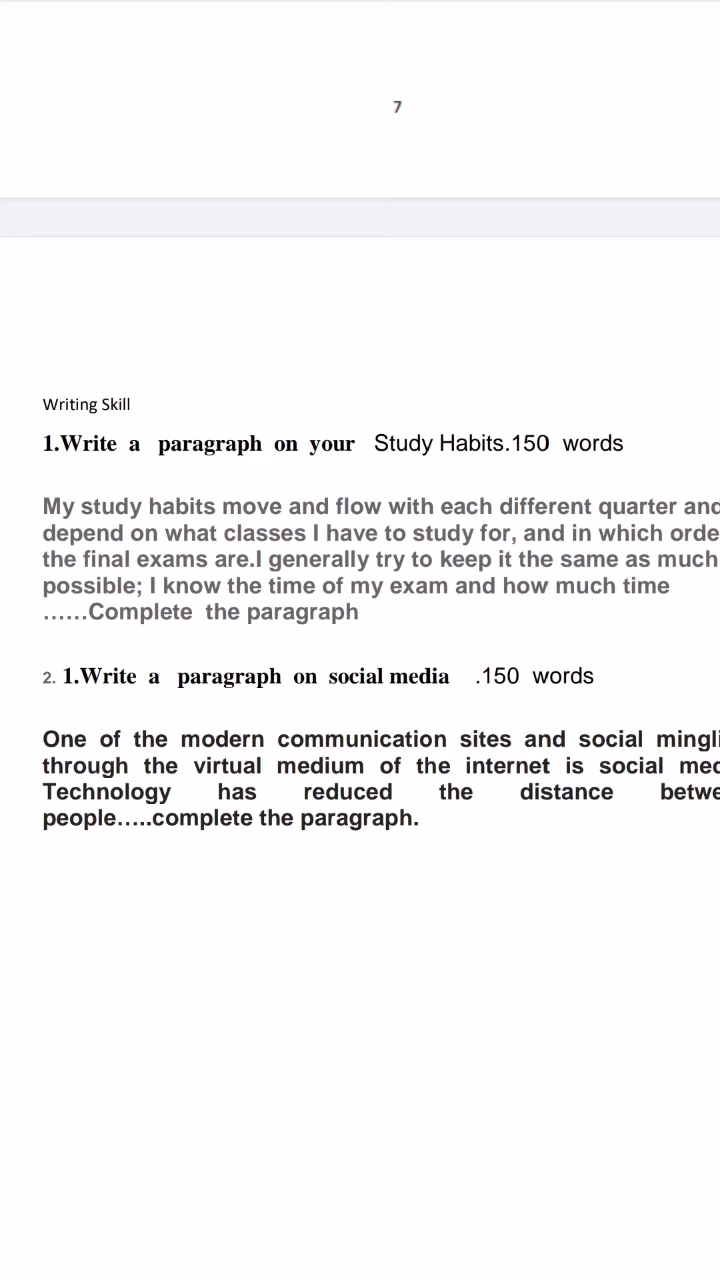 7
Writing Skill
1.Write a paragraph on your Study Habits.150 words
My study habits move and flow with each different quarter and
depend on what classes I have to study for, and in which orde
the final exams are.I generally try to keep it the same as much
possible; I know the time of my exam and how much time
......Complete the paragraph
2. 1.Write a paragraph on social media .150 words
One of the modern communication sites and social mingli
through the virtual medium of the internet is social med
Technology has reduced the distance betwe
people.....complete the paragraph.